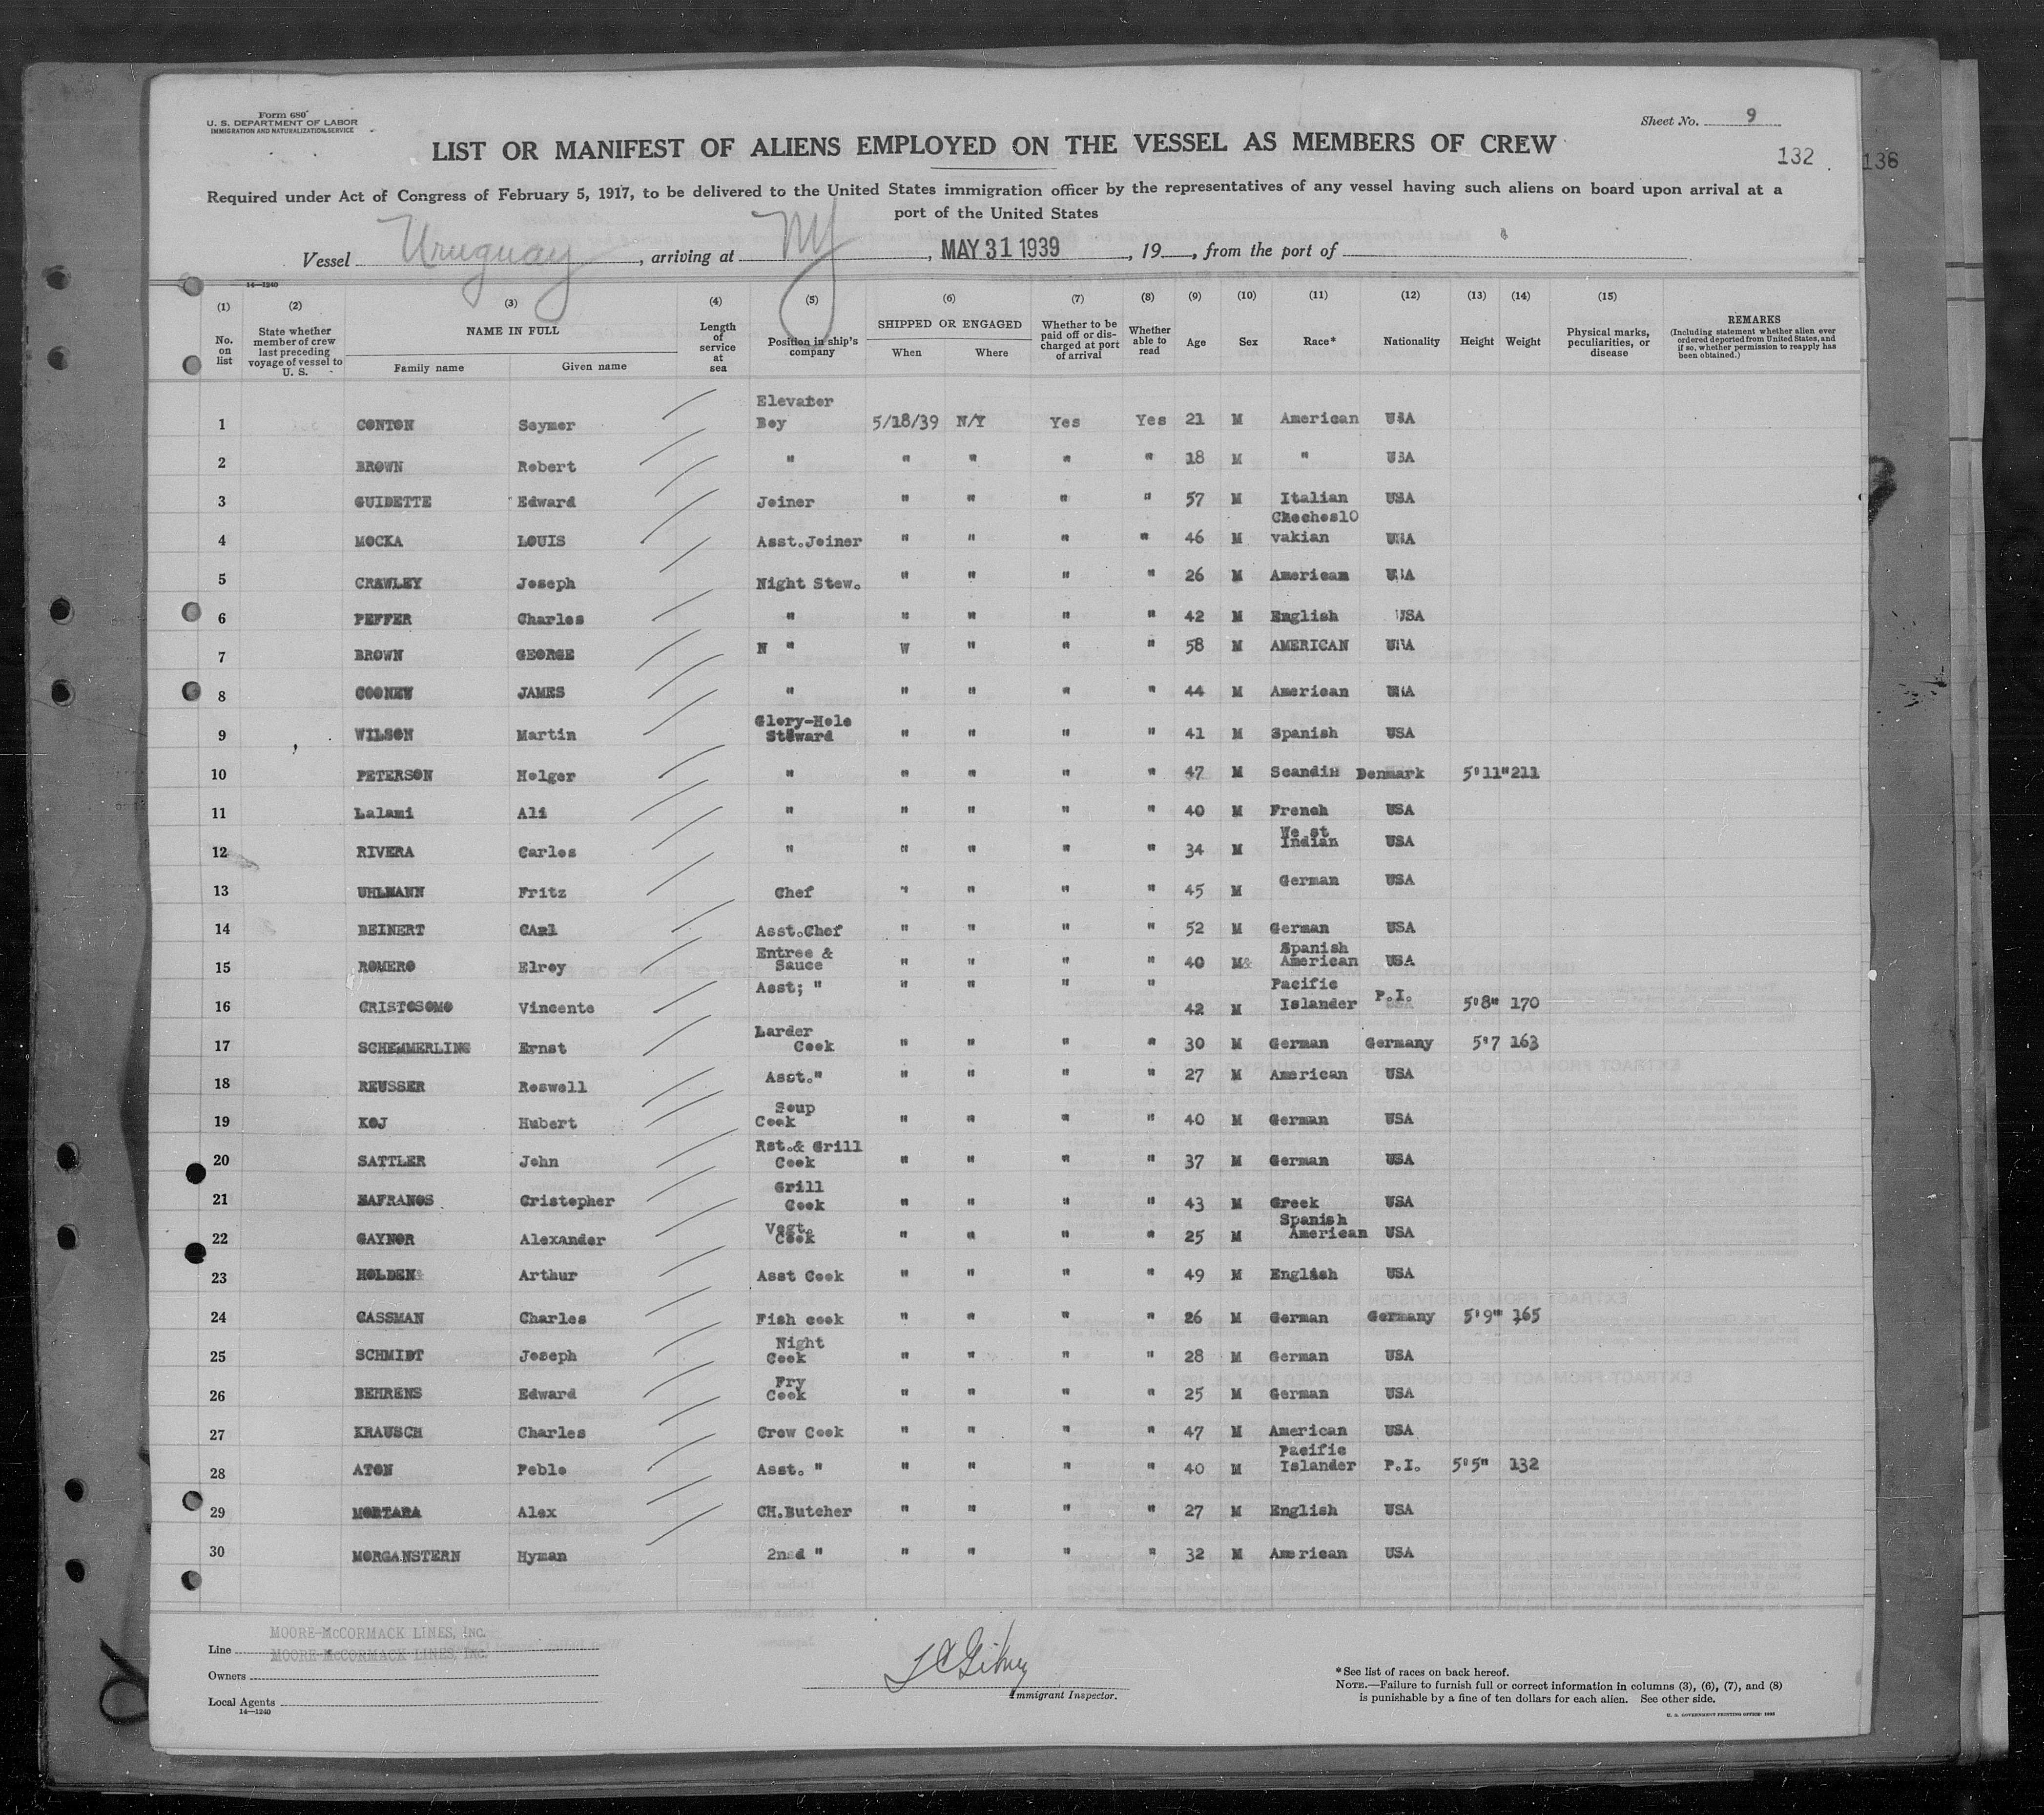 Form 680
U. S. DEPARTMENT OF LABOR
IMMIGRATION AND NATURALIZATION SERVICE
Sheet No. 9
LIST OR MANIFEST OF ALIENS EMPLOYED ON THE VESSEL AS MEMBERS OF CREW
132
138
Required under Act of Congress of February 5, 1917, to be delivered to the United States immigration officer by the representatives of any vessel having such aliens on board upon arrival at a
port of the United States
Vessel Uruguay, arriving at NY, MAY 31 1939, 19__, from the port of
14—1240
(1) No. on list
(2) State whether member of crew last preceding voyage of vessel to U. S.
(3) NAME IN FULL Family name Given name
(4) Length of service at sea
(5) Position in ship's company
(6) SHIPPED OR ENGAGED When Where
(7) Whether to be paid off or discharged at port of arrival
(8) Whether able to read
(9) Age
(10) Sex
(11) Race*
(12) Nationality
(13) Height
(14) Weight
(15) Physical marks, peculiarities, or disease
REMARKS (Including statement whether alien ever ordered deported from United States, and if so, whether permission to reapply has been obtained.)
1 CONTON Seymer Elevator Boy 5/18/39 N/Y Yes Yes 21 M American USA
2 BROWN Robert " " " " " 18 M " USA
3 GUIDETTE Edward Joiner " " " " 57 M Italian USA
4 MOCKA LOUIS Asst.Joiner " " " " 46 M Chechoslovakian USA
5 CRAWLEY Joseph Night Stew. " " " " 26 M American USA
6 PEFFER Charles " " " " " 42 M English USA
7 BROWN GEORGE N " W " " " 58 M AMERICAN USA
8 COONEW JAMES " " " " " 44 M American USA
9 WILSON Martin Glory-Hole Steward " " " " 41 M Spanish USA
10 PETERSON Holger " " " " " 47 M Scandin Denmark 5'11" 211
11 Lalami Ali " " " " " 40 M French USA
12 RIVERA Carlos " " " " " 34 M West Indian USA
13 UHLMANN Fritz Chef " " " " 45 M German USA
14 BEINERT CArl Asst.Chef " " " " 52 M German USA
15 ROMERO Elroy Entree & Sauce " " " " 40 M& Spanish American USA
16 CRISTOSOMO Vincente Asst; " " " " " 42 M Pacific Islander P.I. 5'8" 170
17 SCHEMMERLING Ernst Larder Cook " " " " 30 M German Germany 5'7 163
18 REUSSER Roswell Asst." " " " " 27 M American USA
19 KOJ Hubert Soup Cook " " " " 40 M German USA
20 SATTLER John Rst.& Grill Cook " " " " 37 M German USA
21 ZAFRANOS Cristopher Grill Cook " " " " 43 M Greek USA
22 GAYNOR Alexander Vegt. Cook " " " " 25 M Spanish American USA
23 HOLDEN& Arthur Asst Cook " " " " 49 M English USA
24 GASSMAN Charles Fish cook " " " " 26 M German Germany 5'9" 165
25 SCHMIDT Joseph Night Cook " " " " 28 M German USA
26 BEHRENS Edward Fry Cook " " " " 25 M German USA
27 KRAUSCH Charles Crew Cook " " " " 47 M American USA
28 ATON Peblo Asst. " " " " " 40 M Pacific Islander P.I. 5'5" 132
29 MORTARA Alex CH.Butcher " " " " 27 M English USA
30 MORGANSTERN Hyman 2nd " " " " " 32 M American USA
MOORE-McCORMACK LINES, INC.
Line MOORE-McCORMACK LINES, INC.
Owners
Local Agents
14—1240
Immigrant Inspector.
*See list of races on back hereof.
NOTE.—Failure to furnish full or correct information in columns (3), (6), (7), and (8)
is punishable by a fine of ten dollars for each alien. See other side.
U. S. GOVERNMENT PRINTING OFFICE